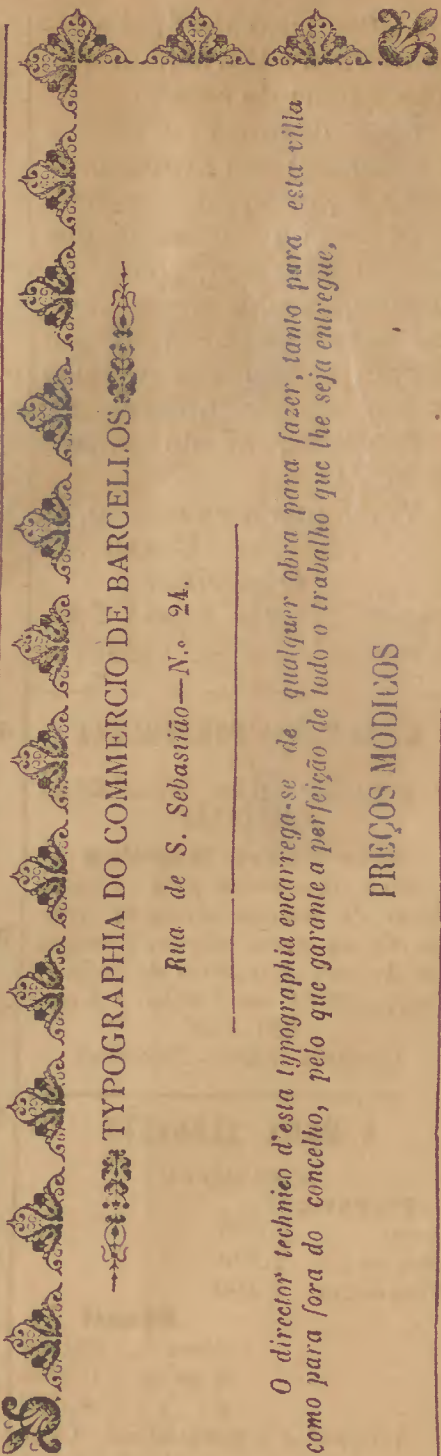 TYPOGRAPHIA DO COMMERCIO DE BARCELLOS
Rua de S. Sebastião—N.º 24.
O director technico d'esta typographia encarrega-se de qualquer obra para fazer, tanto para esta villa
como para fora do concelho, pelo que garante a perfeição de todo o trabalho que lhe seja entregue,
PREÇOS MODICOS